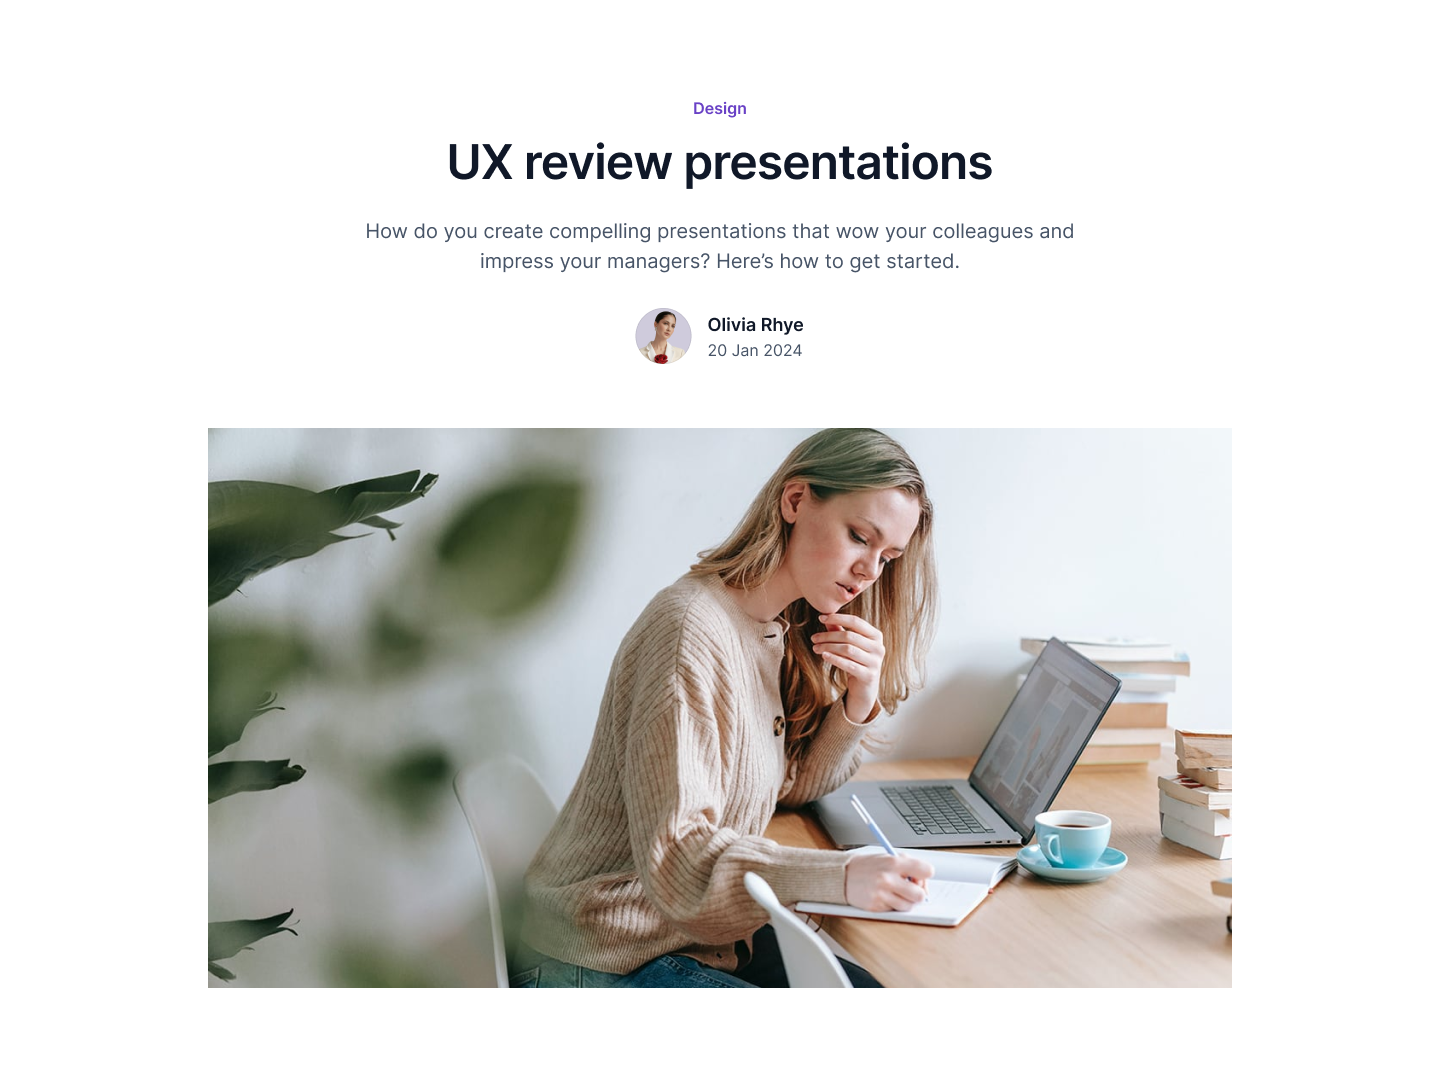 Design
UX review presentations
How do you create compelling presentations that wow your colleagues and
impress your managers? Here’s how to get started.
Olivia Rhye
20 Jan 2024